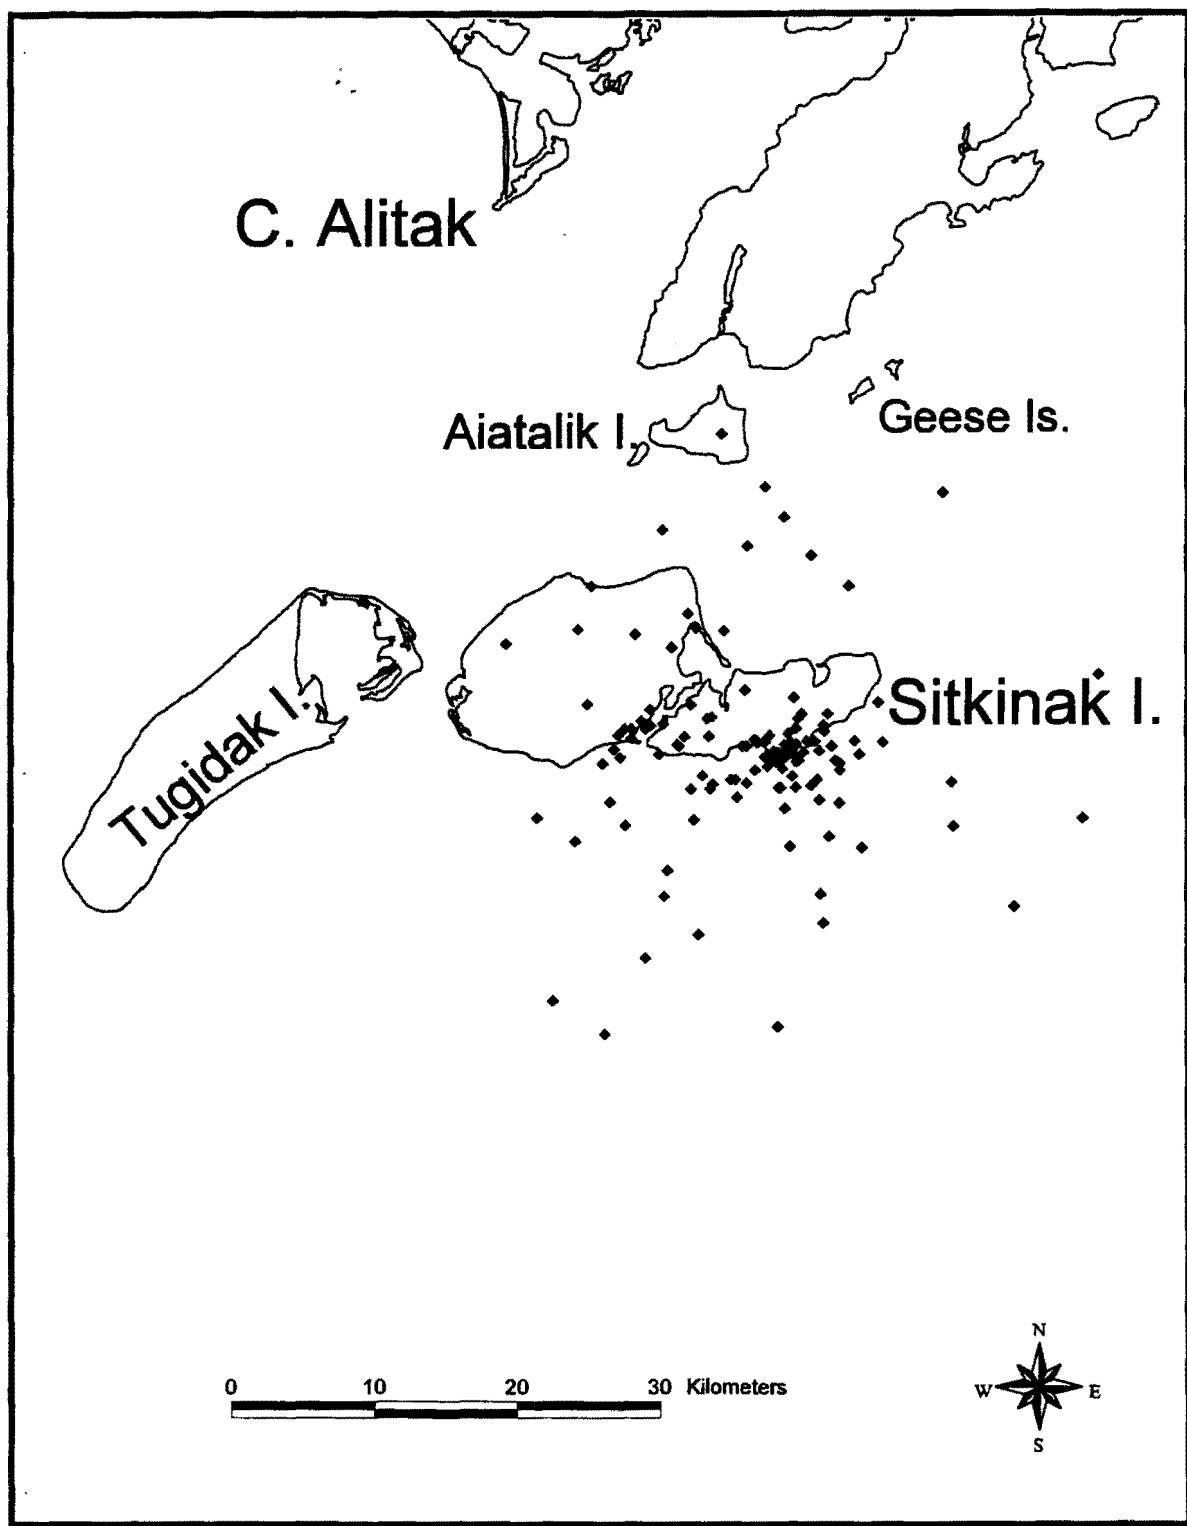 C. Alitak
Aiatalik I.
Geese Is.
Tugidak I.
Sitkinak I.
0 10 20 30 Kilometers
N
W E
S